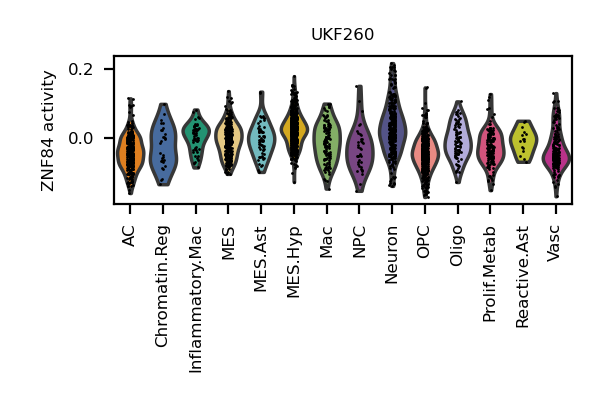 UKF260
ZNF84 activity
0.2
0.0
AC
Chromatin.Reg
Inflammatory.Mac
MES
MES.Ast
MES.Hyp
Mac
NPC
Neuron
OPC
Oligo
Prolif.Metab
Reactive.Ast
Vasc